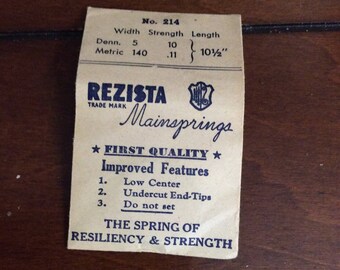 No. 214
Width Strength Length
Denn. 5 10 } 10½"
Metric 140 .11
REZISTA
TRADE MARK
Mainsprings
★ FIRST QUALITY ★
Improved Features
1. Low Center
2. Undercut End-Tips
3. Do not set
THE SPRING OF
RESILIENCY & STRENGTH